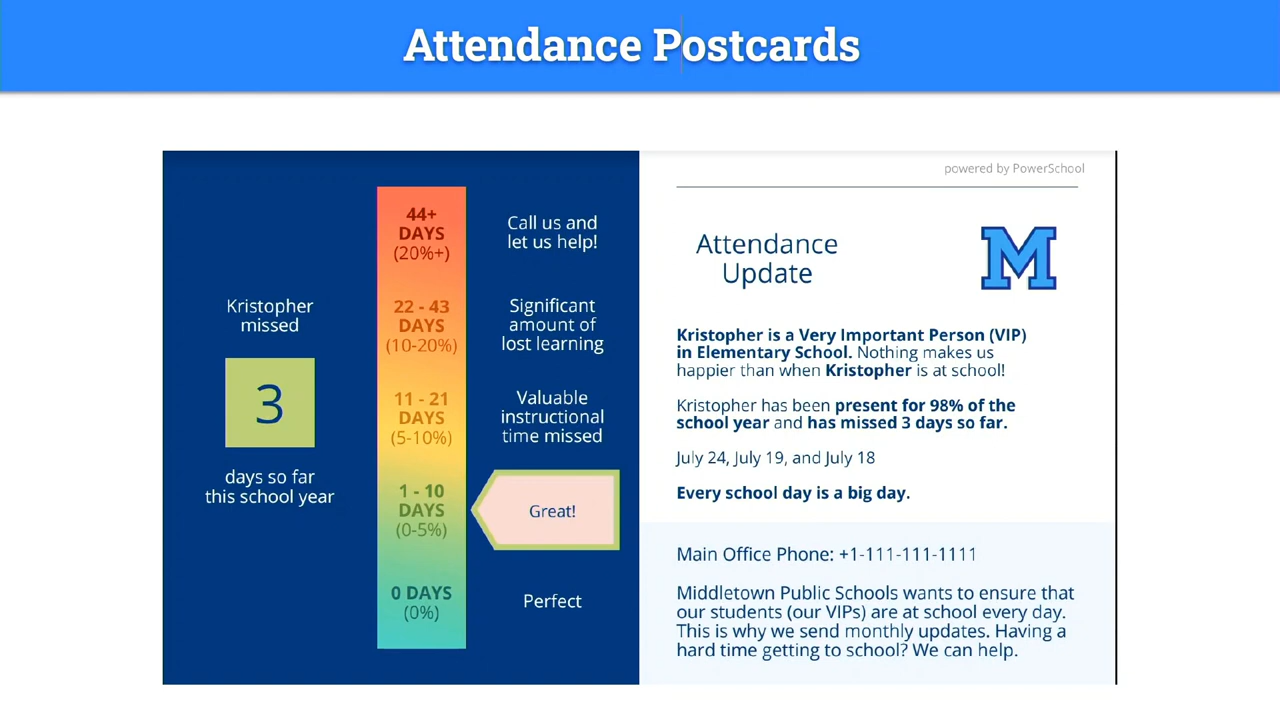 Attendance Postcards
Kristopher
missed
3
days so far
this school year
44+
DAYS
(20%+)
Call us and
let us help!
22 - 43
DAYS
(10-20%)
Significant
amount of
lost learning
11 - 21
DAYS
(5-10%)
Valuable
instructional
time missed
1 - 10
DAYS
(0-5%)
Great!
0 DAYS
(0%)
Perfect
powered by PowerSchool
Attendance
Update
M
Kristopher is a Very Important Person (VIP)
in Elementary School. Nothing makes us
happier than when Kristopher is at school!
Kristopher has been present for 98% of the
school year and has missed 3 days so far.
July 24, July 19, and July 18
Every school day is a big day.
Main Office Phone: +1-111-111-1111
Middletown Public Schools wants to ensure that
our students (our VIPs) are at school every day.
This is why we send monthly updates. Having a
hard time getting to school? We can help.